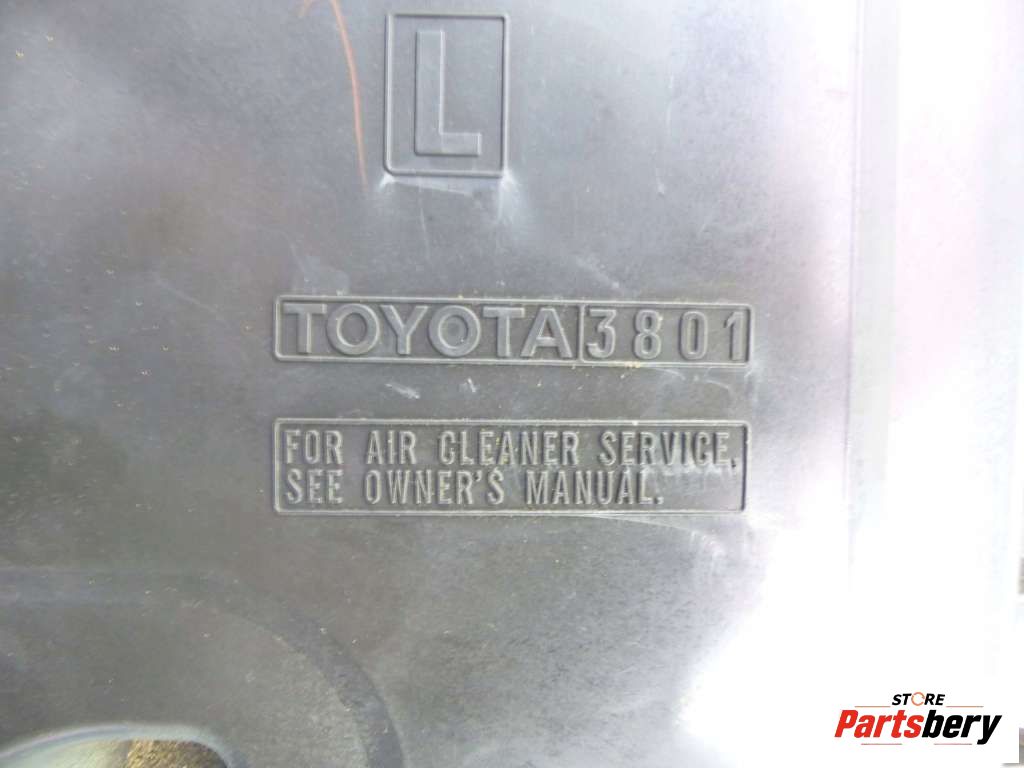 L
TOYOTA 3801
FOR AIR CLEANER SERVICE,
SEE OWNER'S MANUAL.
STORE
Partsbery